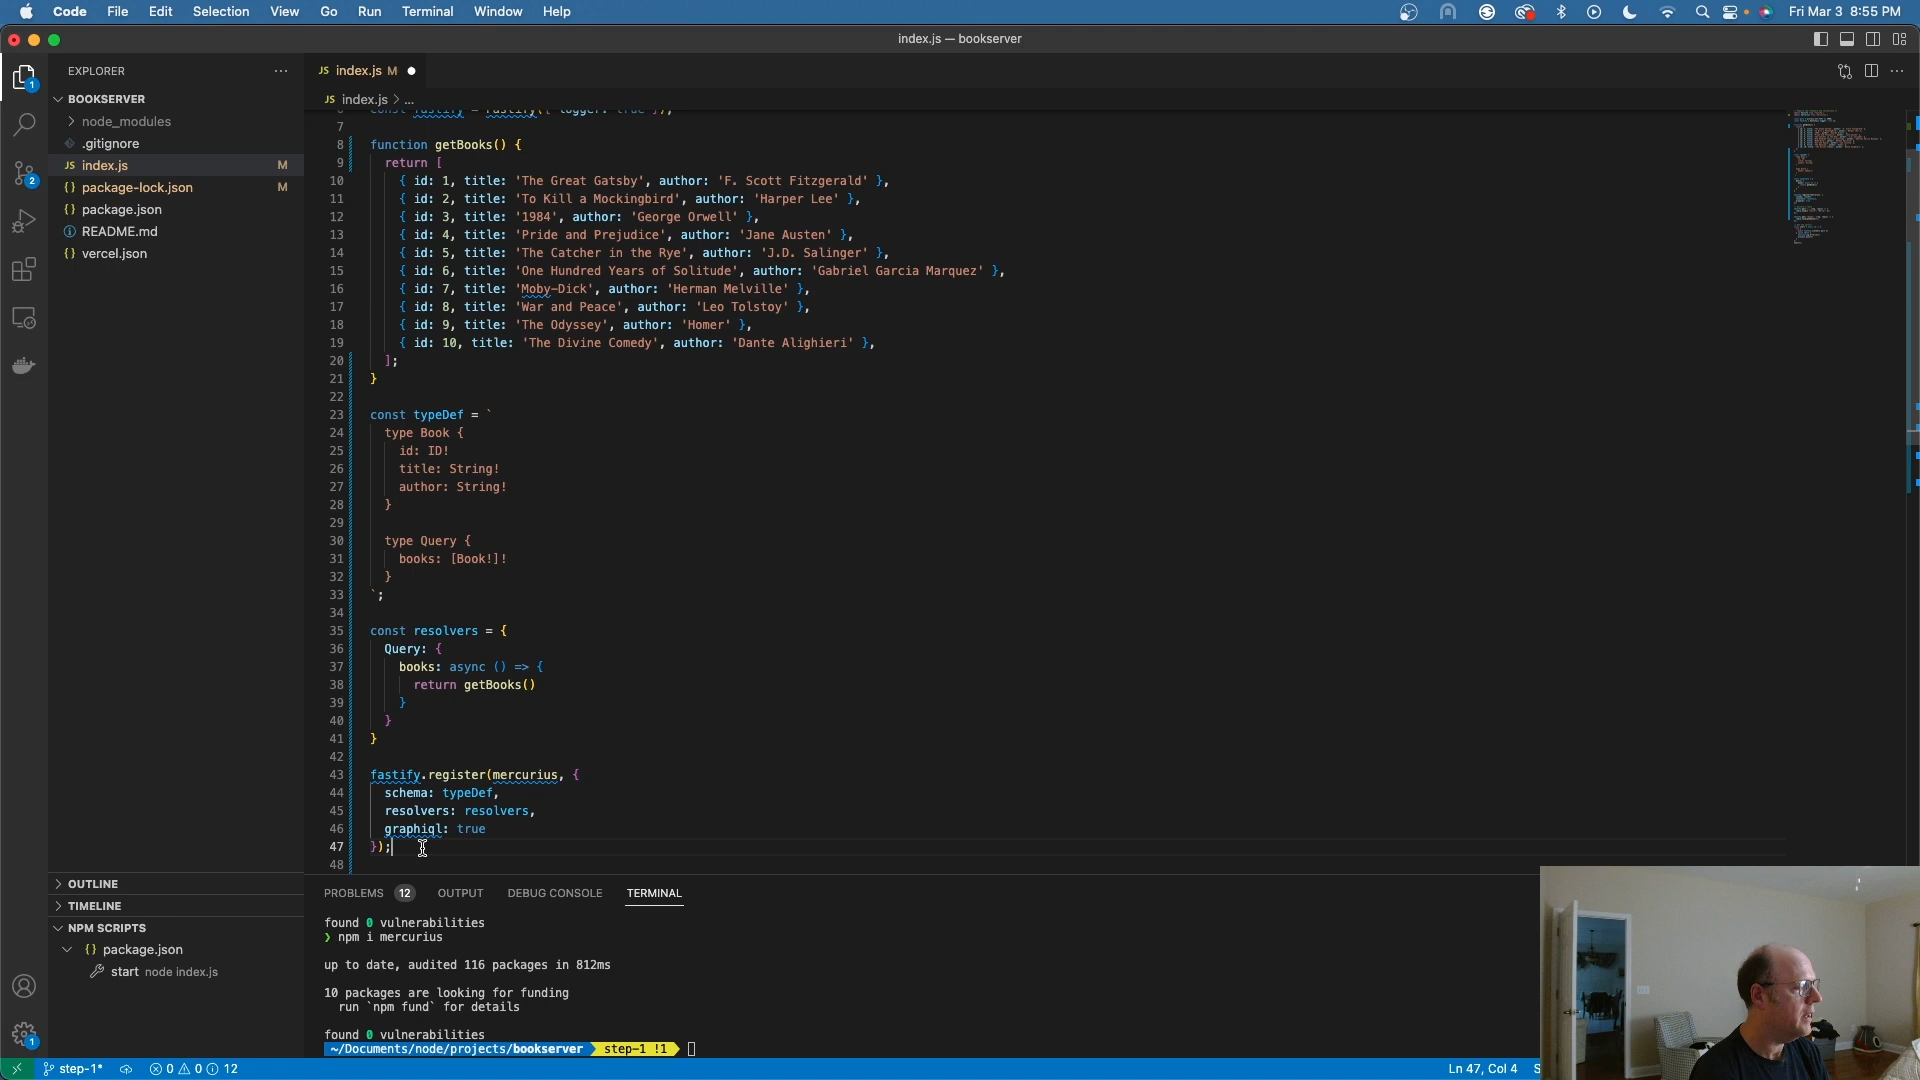 Code File Edit Selection View Go Run Terminal Window Help Fri Mar 3 8:55 PM
index.js — bookserver
EXPLORER
BOOKSERVER
node_modules
.gitignore
JS index.js M
{} package-lock.json M
{} package.json
README.md
{} vercel.json
OUTLINE
TIMELINE
NPM SCRIPTS
{} package.json
start node index.js
1
2
1
JS index.js M
JS index.js > ...
6 const fastify = Fastify({ logger: true });
7
8 function getBooks() {
9 return [
10 { id: 1, title: 'The Great Gatsby', author: 'F. Scott Fitzgerald' },
11 { id: 2, title: 'To Kill a Mockingbird', author: 'Harper Lee' },
12 { id: 3, title: '1984', author: 'George Orwell' },
13 { id: 4, title: 'Pride and Prejudice', author: 'Jane Austen' },
14 { id: 5, title: 'The Catcher in the Rye', author: 'J.D. Salinger' },
15 { id: 6, title: 'One Hundred Years of Solitude', author: 'Gabriel Garcia Marquez' },
16 { id: 7, title: 'Moby-Dick', author: 'Herman Melville' },
17 { id: 8, title: 'War and Peace', author: 'Leo Tolstoy' },
18 { id: 9, title: 'The Odyssey', author: 'Homer' },
19 { id: 10, title: 'The Divine Comedy', author: 'Dante Alighieri' },
20 ];
21 }
22
23 const typeDef = `
24 type Book {
25 id: ID!
26 title: String!
27 author: String!
28 }
29
30 type Query {
31 books: [Book!]!
32 }
33 `;
34
35 const resolvers = {
36 Query: {
37 books: async () => {
38 return getBooks()
39 }
40 }
41 }
42
43 fastify.register(mercurius, {
44 schema: typeDef,
45 resolvers: resolvers,
46 graphiql: true
47 });
48
PROBLEMS 12 OUTPUT DEBUG CONSOLE TERMINAL
found 0 vulnerabilities
❯ npm i mercurius
up to date, audited 116 packages in 812ms
10 packages are looking for funding
run `npm fund` for details
found 0 vulnerabilities
~/Documents/node/projects/bookserver step-1 !1
step-1* 0 0 12 Ln 47, Col 4